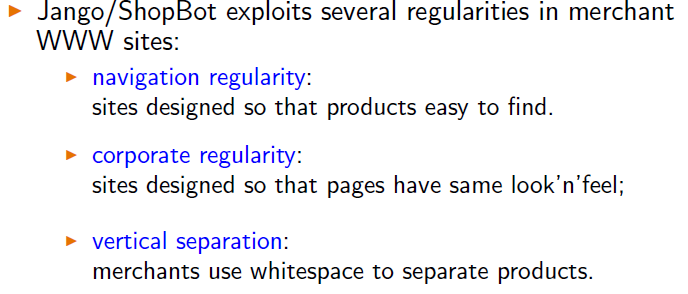 Jango/ShopBot exploits several regularities in merchant
WWW sites:
navigation regularity:
sites designed so that products easy to find.
corporate regularity:
sites designed so that pages have same look'n'feel;
vertical separation:
merchants use whitespace to separate products.